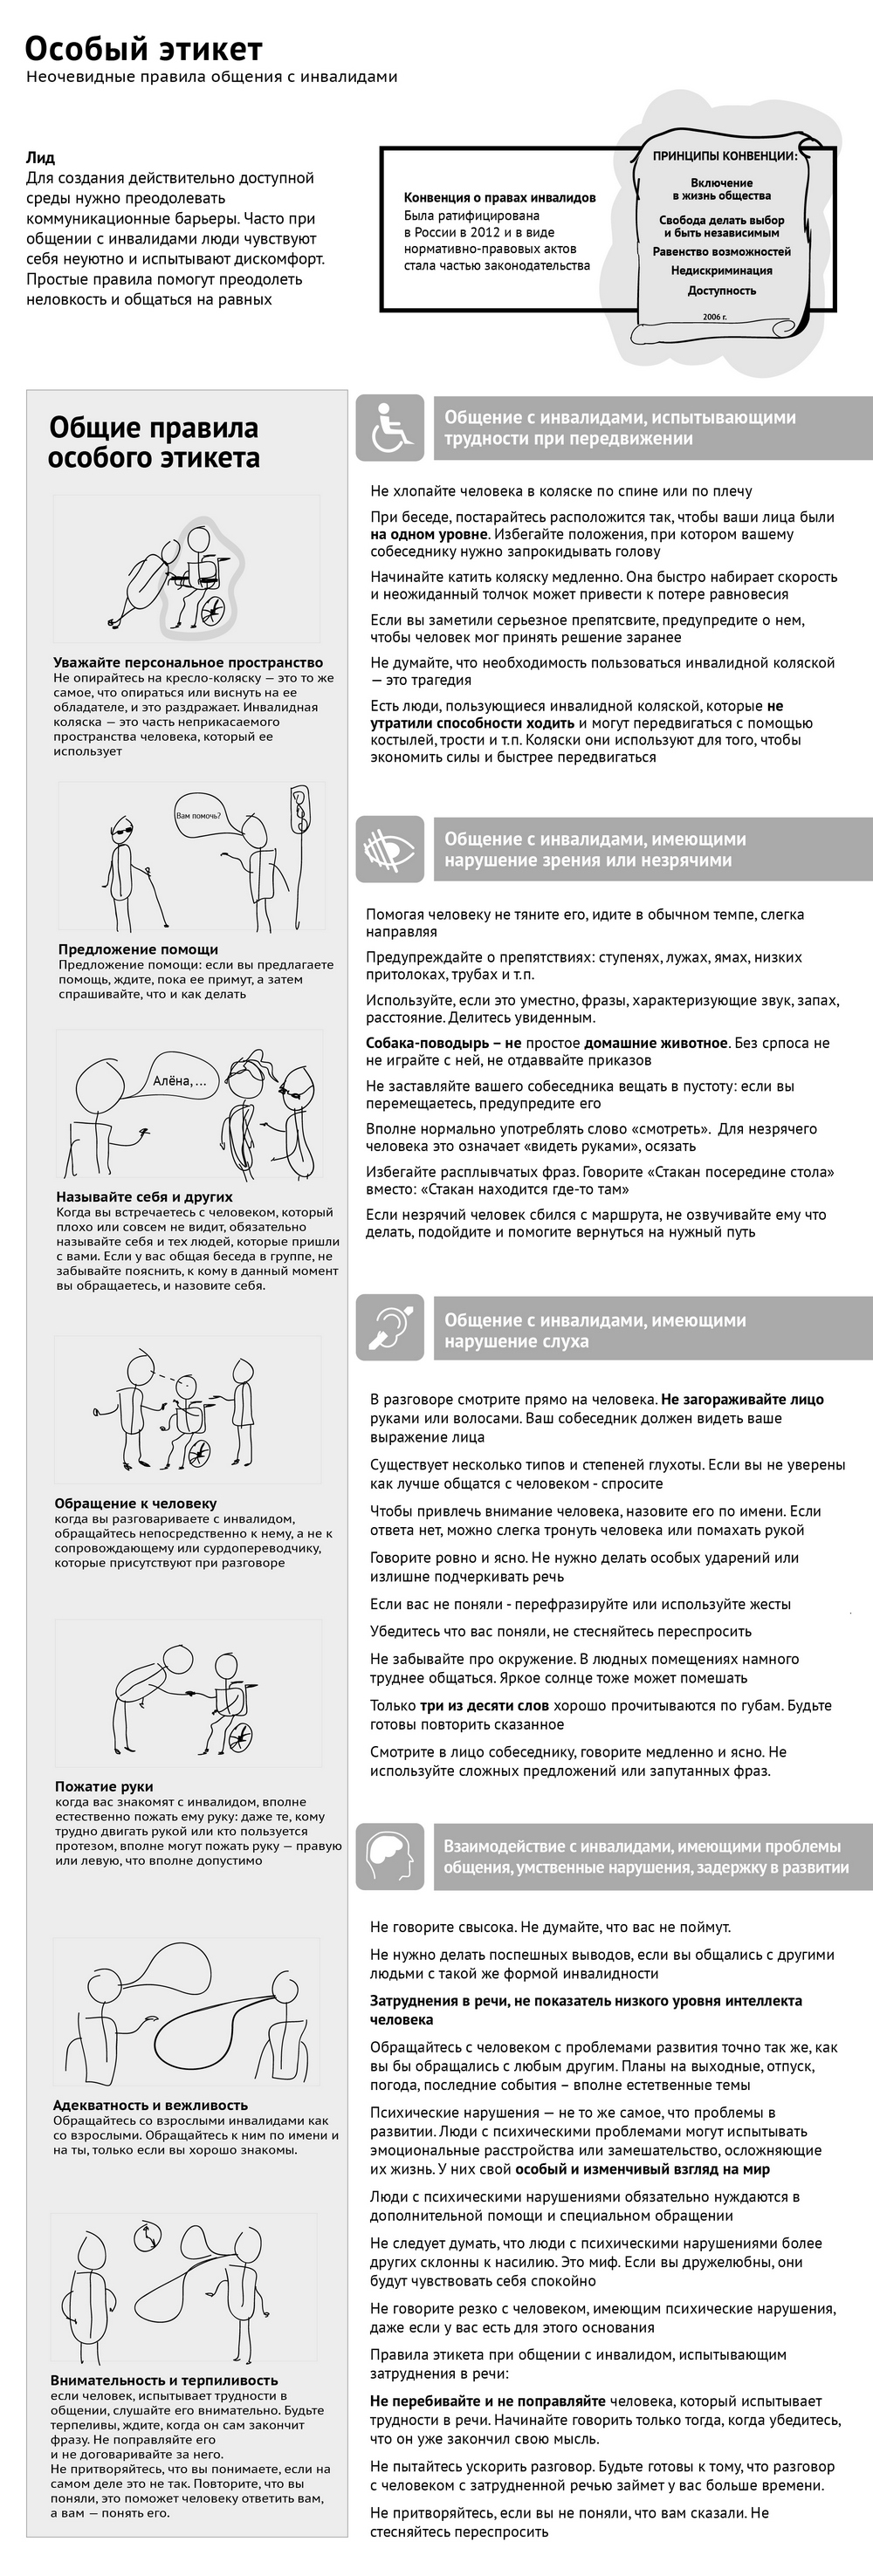 Особый этикет
Неочевидные правила общения с инвалидами
Лид
Для создания действительно доступной
среды нужно преодолевать
коммуникационные барьеры. Часто при
общении с инвалидами люди чувствуют
себя неуютно и испытывают дискомфорт.
Простые правила помогут преодолеть
неловкость и общаться на равных
Конвенция о правах инвалидов
Была ратифицирована
в России в 2012 и в виде
нормативно-правовых актов
стала частью законодательства
ПРИНЦИПЫ КОНВЕНЦИИ:
Включение
в жизнь общества
Свобода делать выбор
и быть независимым
Равенство возможностей
Недискриминация
Доступность
2006 г.
Общие правила
особого этикета
Уважайте персональное пространство
Не опирайтесь на кресло-коляску — это то же
самое, что опираться или виснуть на ее
обладателе, и это раздражает. Инвалидная
коляска — это часть неприкасаемого
пространства человека, который ее
использует
Вам помочь?
Предложение помощи
Предложение помощи: если вы предлагаете
помощь, ждите, пока ее примут, а затем
спрашивайте, что и как делать
Алёна, ...
Называйте себя и других
Когда вы встречаетесь с человеком, который
плохо или совсем не видит, обязательно
называйте себя и тех людей, которые пришли
с вами. Если у вас общая беседа в группе, не
забывайте пояснить, к кому в данный момент
вы обращаетесь, и назовите себя.
Обращение к человеку
когда вы разговариваете с инвалидом,
обращайтесь непосредственно к нему, а не к
сопровождающему или сурдопереводчику,
которые присутствуют при разговоре
Пожатие руки
когда вас знакомят с инвалидом, вполне
естественно пожать ему руку: даже те, кому
трудно двигать рукой или кто пользуется
протезом, вполне могут пожать руку — правую
или левую, что вполне допустимо
Адекватность и вежливость
Обращайтесь со взрослыми инвалидами как
со взрослыми. Обращайтесь к ним по имени и
на ты, только если вы хорошо знакомы.
Внимательность и терпиливость
если человек, испытывает трудности в
общении, слушайте его внимательно. Будьте
терпеливы, ждите, когда он сам закончит
фразу. Не поправляйте его
и не договаривайте за него.
Не притворяйтесь, что вы понимаете, если на
самом деле это не так. Повторите, что вы
поняли, это поможет человеку ответить вам,
а вам — понять его.
Общение с инвалидами, испытывающими
трудности при передвижении
Не хлопайте человека в коляске по спине или по плечу
При беседе, постарайтесь расположится так, чтобы ваши лица были
на одном уровне. Избегайте положения, при котором вашему
собеседнику нужно запрокидывать голову
Начинайте катить коляску медленно. Она быстро набирает скорость
и неожиданный толчок может привести к потере равновесия
Если вы заметили серьезное препятсвите, предупредите о нем,
чтобы человек мог принять решение заранее
Не думайте, что необходимость пользоваться инвалидной коляской
— это трагедия
Есть люди, пользующиеся инвалидной коляской, которые не
утратили способности ходить и могут передвигаться с помощью
костылей, трости и т.п. Коляски они используют для того, чтобы
экономить силы и быстрее передвигаться
Общение с инвалидами, имеющими
нарушение зрения или незрячими
Помогая человеку не тяните его, идите в обычном темпе, слегка
направляя
Предупреждайте о препятствиях: ступенях, лужах, ямах, низких
притолоках, трубах и т.п.
Используйте, если это уместно, фразы, характеризующие звук, запах,
расстояние. Делитесь увиденным.
Собака-поводырь – не простое домашние животное. Без српоса не
не играйте с ней, не отдаввайте приказов
Не заставляйте вашего собеседника вещать в пустоту: если вы
перемещаетесь, предупредите его
Вполне нормально употреблять слово «смотреть». Для незрячего
человека это означает «видеть руками», осязать
Избегайте расплывчатых фраз. Говорите «Стакан посередине стола»
вместо: «Стакан находится где-то там»
Если незрячий человек сбился с маршрута, не озвучивайте ему что
делать, подойдите и помогите вернуться на нужный путь
Общение с инвалидами, имеющими
нарушение слуха
В разговоре смотрите прямо на человека. Не загораживайте лицо
руками или волосами. Ваш собеседник должен видеть ваше
выражение лица
Существует несколько типов и степеней глухоты. Если вы не уверены
как лучше общатся с человеком - спросите
Чтобы привлечь внимание человека, назовите его по имени. Если
ответа нет, можно слегка тронуть человека или помахать рукой
Говорите ровно и ясно. Не нужно делать особых ударений или
излишне подчеркивать речь
Если вас не поняли - перефразируйте или используйте жесты
Убедитесь что вас поняли, не стесняйтесь переспросить
Не забывайте про окружение. В людных помещениях намного
труднее общаться. Яркое солнце тоже может помешать
Только три из десяти слов хорошо прочитываются по губам. Будьте
готовы повторить сказанное
Смотрите в лицо собеседнику, говорите медленно и ясно. Не
используйте сложных предложений или запутанных фраз.
Взаимодействие с инвалидами, имеющими проблемы
общения, умственные нарушения, задержку в развитии
Не говорите свысока. Не думайте, что вас не поймут.
Не нужно делать поспешных выводов, если вы общались с другими
людьми с такой же формой инвалидности
Затруднения в речи, не показатель низкого уровня интеллекта
человека
Обращайтесь с человеком с проблемами развития точно так же, как
вы бы обращались с любым другим. Планы на выходные, отпуск,
погода, последние события – вполне естетвенные темы
Психические нарушения — не то же самое, что проблемы в
развитии. Люди с психическими проблемами могут испытывать
эмоциональные расстройства или замешательство, осложняющие
их жизнь. У них свой особый и изменчивый взгляд на мир
Люди с психическими нарушениями обязательно нуждаются в
дополнительной помощи и специальном обращении
Не следует думать, что люди с психическими нарушениями более
других склонны к насилию. Это миф. Если вы дружелюбны, они
будут чувствовать себя спокойно
Не говорите резко с человеком, имеющим психические нарушения,
даже если у вас есть для этого основания
Правила этикета при общении с инвалидом, испытывающим
затруднения в речи:
Не перебивайте и не поправляйте человека, который испытывает
трудности в речи. Начинайте говорить только тогда, когда убедитесь,
что он уже закончил свою мысль.
Не пытайтесь ускорить разговор. Будьте готовы к тому, что разговор
с человеком с затрудненной речью займет у вас больше времени.
Не притворяйтесь, если вы не поняли, что вам сказали. Не
стесняйтесь переспросить